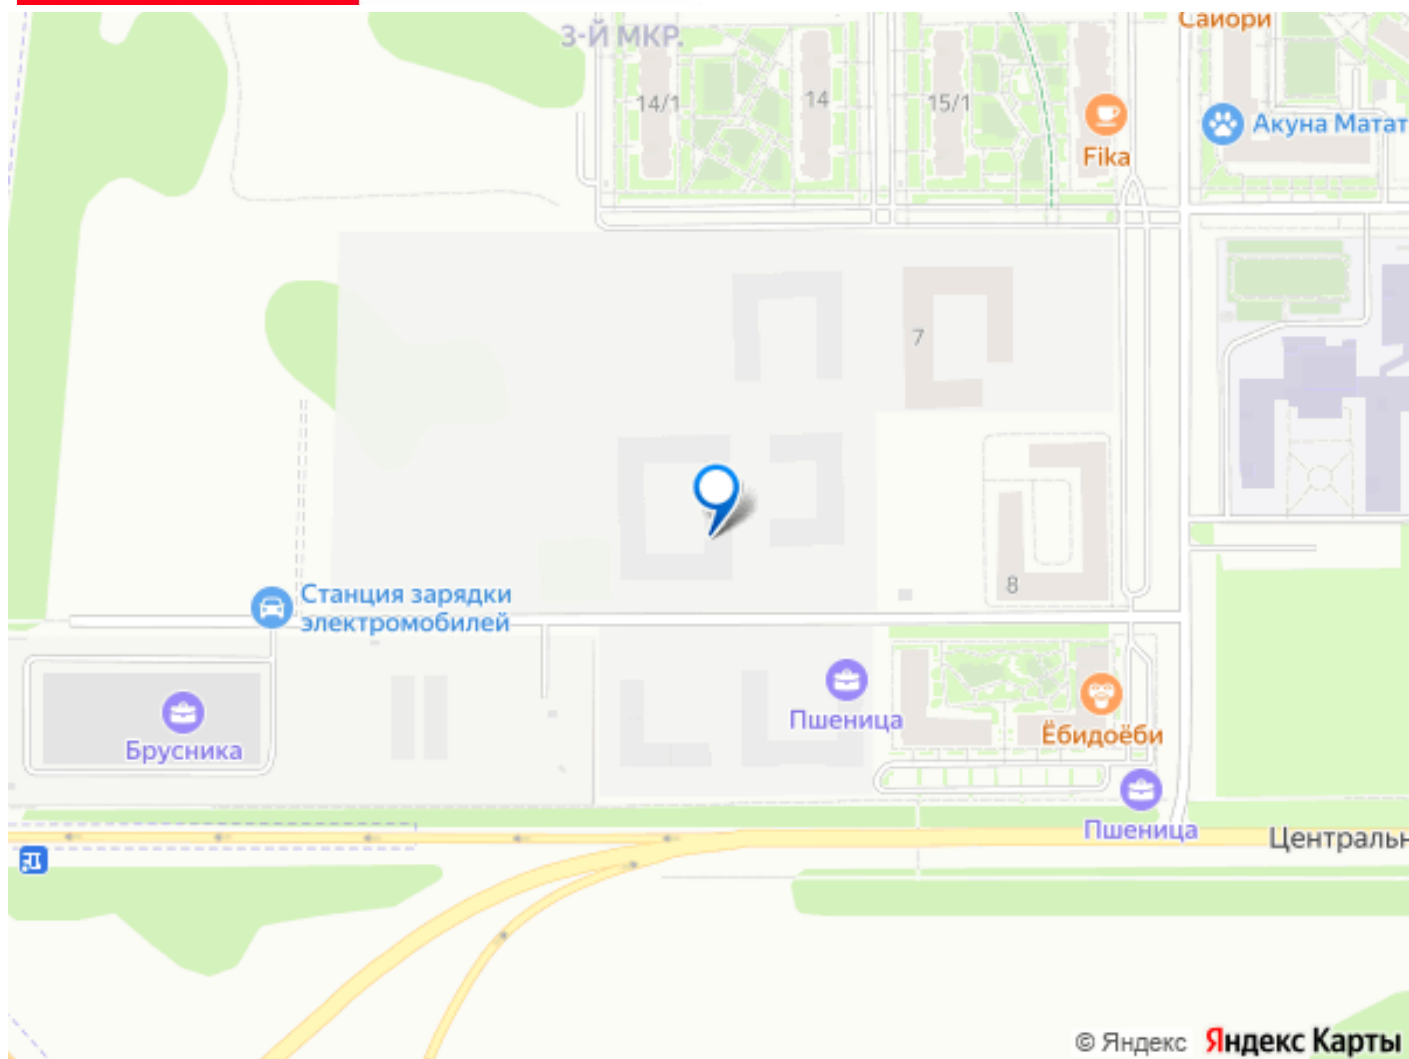 Сайори
3-Й МКР.
14/1
14
15/1
Fika
Акуна Матат
7
8
Станция зарядки
электромобилей
Пшеница
Брусника
Ёбидоёби
Пшеница
Центральн
© Яндекс Яндекс Карты